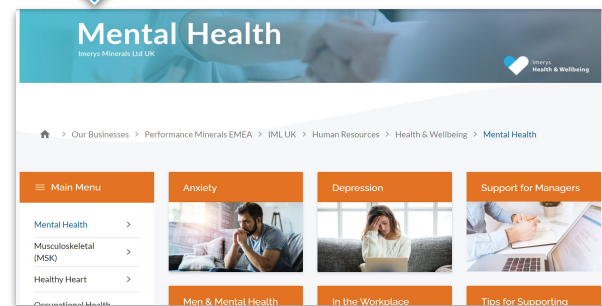 Mental Health
Imerys Minerals Ltd UK
Imerys
Health & Wellbeing
> Our Businesses > Performance Minerals EMEA > IML UK > Human Resources > Health & Wellbeing > Mental Health
Main Menu
Anxiety
Depression
Support for Managers
Mental Health >
Musculoskeletal
(MSK) >
Healthy Heart >
Occupational Health
Men & Mental Health
In the Workplace
Tips for Supporting